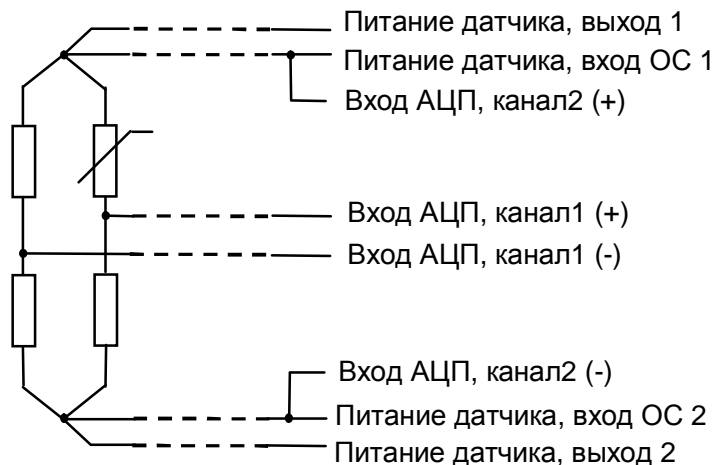 Питание датчика, выход 1
Питание датчика, вход ОС 1
Вход АЦП, канал2 (+)
Вход АЦП, канал1 (+)
Вход АЦП, канал1 (-)
Вход АЦП, канал2 (-)
Питание датчика, вход ОС 2
Питание датчика, выход 2